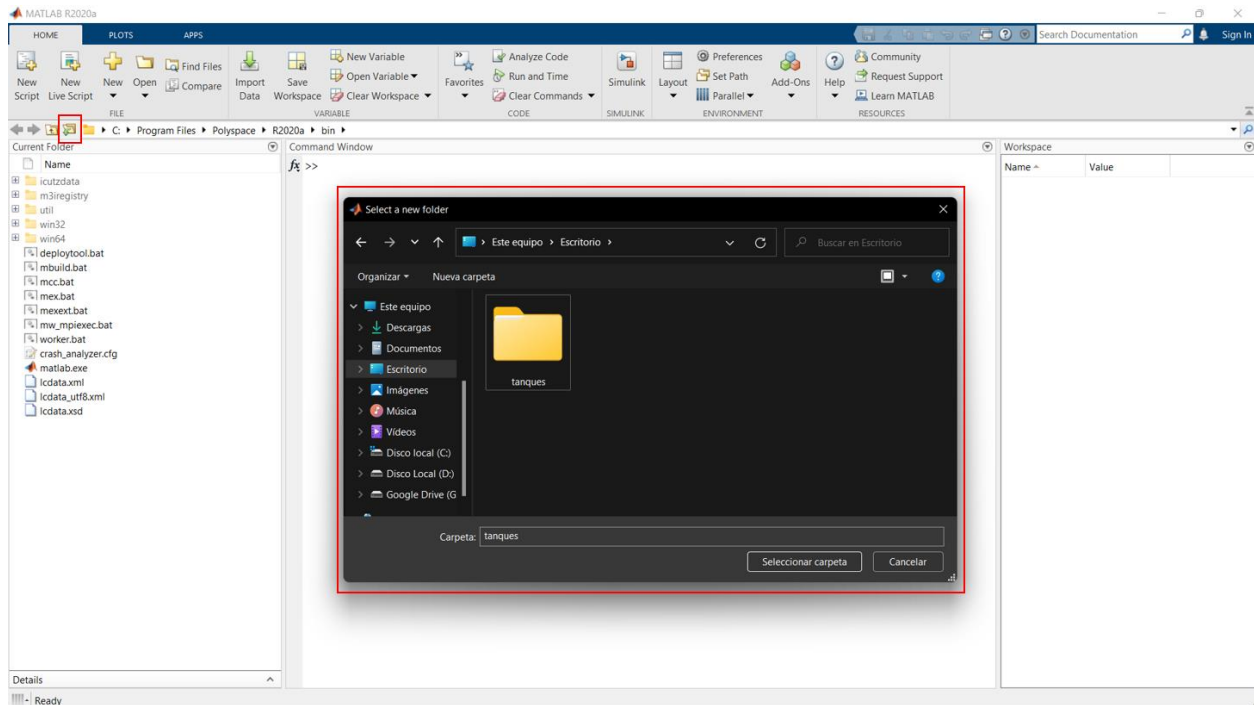 MATLAB R2020a
HOME PLOTS APPS
Search Documentation
Sign In
New Script
New Live Script
New
Open
Find Files
Compare
FILE
Import Data
Save Workspace
New Variable
Open Variable
Clear Workspace
VARIABLE
Favorites
Analyze Code
Run and Time
Clear Commands
CODE
Simulink
SIMULINK
Layout
Preferences
Set Path
Parallel
Add-Ons
ENVIRONMENT
Help
Community
Request Support
Learn MATLAB
RESOURCES
C: Program Files Polyspace R2020a bin
Current Folder
Name
icutzdata
m3iregistry
util
win32
win64
deploytool.bat
mbuild.bat
mcc.bat
mex.bat
mexext.bat
mw_mpiexec.bat
worker.bat
crash_analyzer.cfg
matlab.exe
lcdata.xml
lcdata_utf8.xml
lcdata.xsd
Details
Ready
Command Window
fx >>
Select a new folder
Este equipo > Escritorio >
Buscar en Escritorio
Organizar
Nueva carpeta
Este equipo
Descargas
Documentos
Escritorio
Imágenes
Música
Vídeos
Disco local (C:)
Disco Local (D:)
Google Drive (G
tanques
Carpeta: tanques
Seleccionar carpeta
Cancelar
Workspace
Name Value